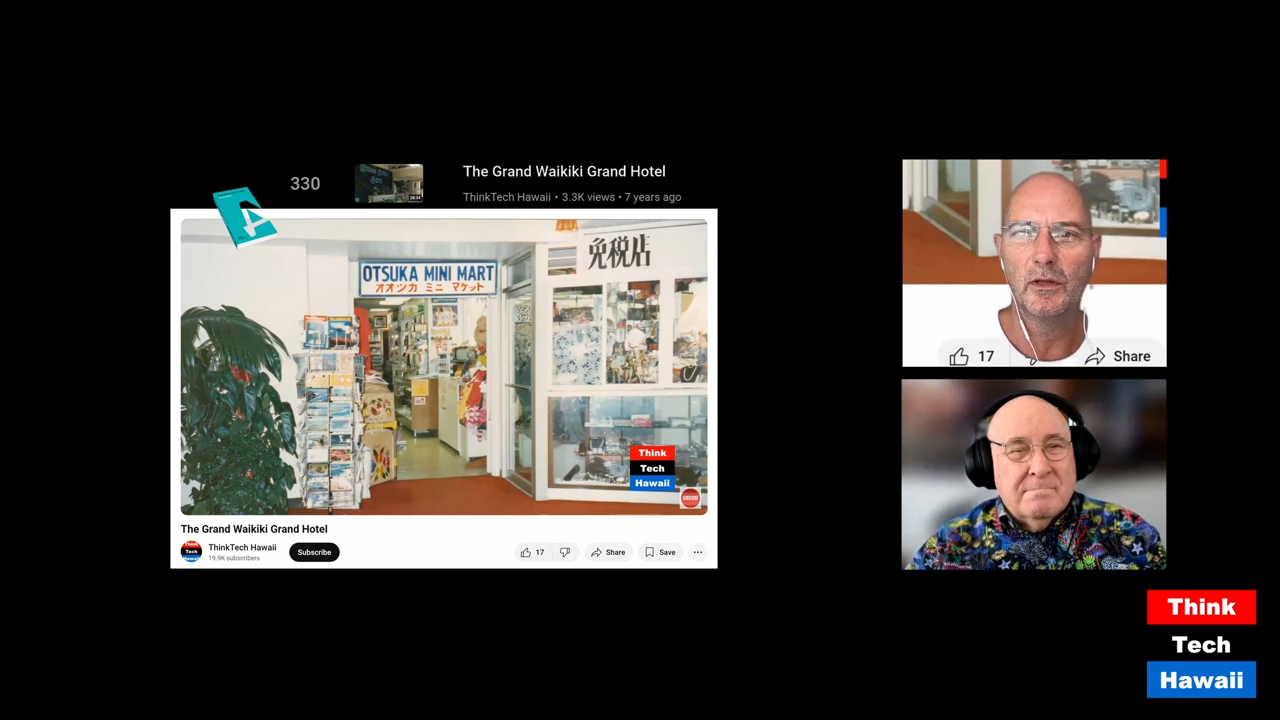 330
The Grand Waikiki Grand Hotel
ThinkTech Hawaii • 3.3K views • 7 years ago
免税店
OTSUKA MINI MART
オオツカ ミニ マーケット
Think
Tech
Hawaii
SUBSCRIBE
The Grand Waikiki Grand Hotel
ThinkTech Hawaii
19.9K subscribers
Subscribe
17
Share
Save
17
Share
Think
Tech
Hawaii